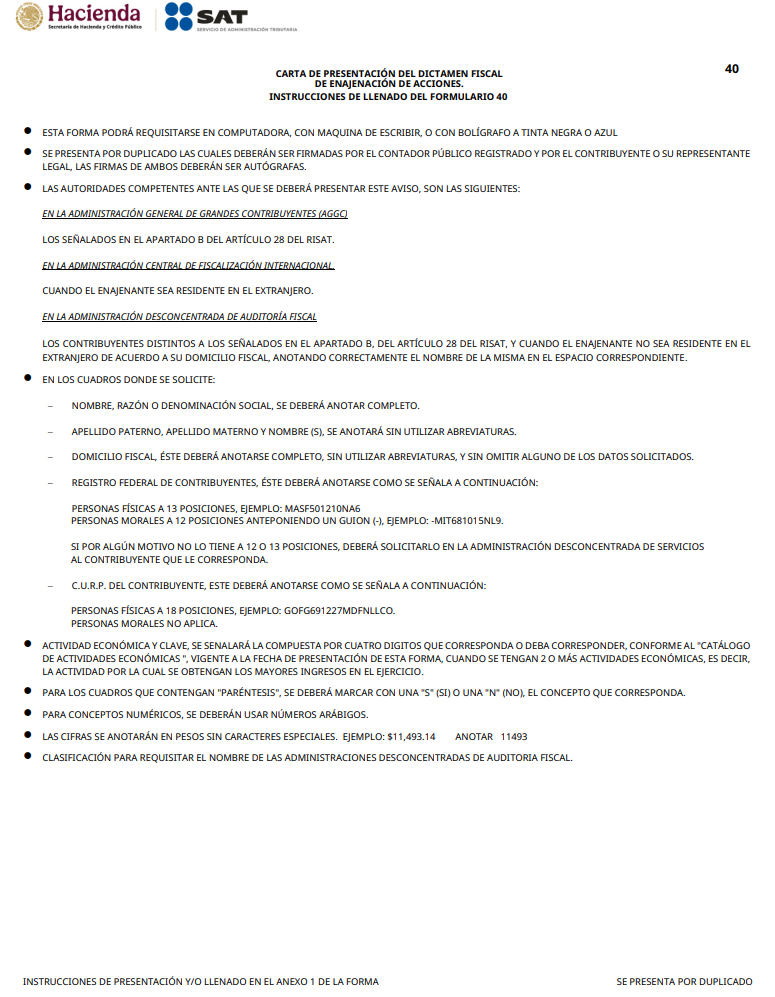 Hacienda
Secretaría de Hacienda y Crédito Público
SAT
SERVICIO DE ADMINISTRACIÓN TRIBUTARIA
40
CARTA DE PRESENTACIÓN DEL DICTAMEN FISCAL
DE ENAJENACIÓN DE ACCIONES.
INSTRUCCIONES DE LLENADO DEL FORMULARIO 40
● ESTA FORMA PODRÁ REQUISITARSE EN COMPUTADORA, CON MAQUINA DE ESCRIBIR, O CON BOLÍGRAFO A TINTA NEGRA O AZUL
● SE PRESENTA POR DUPLICADO LAS CUALES DEBERÁN SER FIRMADAS POR EL CONTADOR PÚBLICO REGISTRADO Y POR EL CONTRIBUYENTE O SU REPRESENTANTE
LEGAL, LAS FIRMAS DE AMBOS DEBERÁN SER AUTÓGRAFAS.
● LAS AUTORIDADES COMPETENTES ANTE LAS QUE SE DEBERÁ PRESENTAR ESTE AVISO, SON LAS SIGUIENTES:
EN LA ADMINISTRACIÓN GENERAL DE GRANDES CONTRIBUYENTES (AGGC)
LOS SEÑALADOS EN EL APARTADO B DEL ARTÍCULO 28 DEL RISAT.
EN LA ADMINISTRACIÓN CENTRAL DE FISCALIZACIÓN INTERNACIONAL.
CUANDO EL ENAJENANTE SEA RESIDENTE EN EL EXTRANJERO.
EN LA ADMINISTRACIÓN DESCONCENTRADA DE AUDITORÍA FISCAL
LOS CONTRIBUYENTES DISTINTOS A LOS SEÑALADOS EN EL APARTADO B, DEL ARTÍCULO 28 DEL RISAT, Y CUANDO EL ENAJENANTE NO SEA RESIDENTE EN EL
EXTRANJERO DE ACUERDO A SU DOMICILIO FISCAL, ANOTANDO CORRECTAMENTE EL NOMBRE DE LA MISMA EN EL ESPACIO CORRESPONDIENTE.
● EN LOS CUADROS DONDE SE SOLICITE:
– NOMBRE, RAZÓN O DENOMINACIÓN SOCIAL, SE DEBERÁ ANOTAR COMPLETO.
– APELLIDO PATERNO, APELLIDO MATERNO Y NOMBRE (S), SE ANOTARÁ SIN UTILIZAR ABREVIATURAS.
– DOMICILIO FISCAL, ÉSTE DEBERÁ ANOTARSE COMPLETO, SIN UTILIZAR ABREVIATURAS, Y SIN OMITIR ALGUNO DE LOS DATOS SOLICITADOS.
– REGISTRO FEDERAL DE CONTRIBUYENTES, ÉSTE DEBERÁ ANOTARSE COMO SE SEÑALA A CONTINUACIÓN:
PERSONAS FÍSICAS A 13 POSICIONES, EJEMPLO: MASF501210NA6
PERSONAS MORALES A 12 POSICIONES ANTEPONIENDO UN GUION (-), EJEMPLO: -MIT681015NL9.
SI POR ALGÚN MOTIVO NO LO TIENE A 12 O 13 POSICIONES, DEBERÁ SOLICITARLO EN LA ADMINISTRACIÓN DESCONCENTRADA DE SERVICIOS
AL CONTRIBUYENTE QUE LE CORRESPONDA.
– C.U.R.P. DEL CONTRIBUYENTE, ESTE DEBERÁ ANOTARSE COMO SE SEÑALA A CONTINUACIÓN:
PERSONAS FÍSICAS A 18 POSICIONES, EJEMPLO: GOFG691227MDFNLLCO.
PERSONAS MORALES NO APLICA.
● ACTIVIDAD ECONÓMICA Y CLAVE, SE SENALARÁ LA COMPUESTA POR CUATRO DIGITOS QUE CORRESPONDA O DEBA CORRESPONDER, CONFORME AL "CATÁLOGO
DE ACTIVIDADES ECONÓMICAS ", VIGENTE A LA FECHA DE PRESENTACIÓN DE ESTA FORMA, CUANDO SE TENGAN 2 O MÁS ACTIVIDADES ECONÓMICAS, ES DECIR,
LA ACTIVIDAD POR LA CUAL SE OBTENGAN LOS MAYORES INGRESOS EN EL EJERCICIO.
● PARA LOS CUADROS QUE CONTENGAN "PARÉNTESIS", SE DEBERÁ MARCAR CON UNA "S" (SI) O UNA "N" (NO), EL CONCEPTO QUE CORRESPONDA.
● PARA CONCEPTOS NUMÉRICOS, SE DEBERÁN USAR NÚMEROS ARÁBIGOS.
● LAS CIFRAS SE ANOTARÁN EN PESOS SIN CARACTERES ESPECIALES. EJEMPLO: $11,493.14 ANOTAR 11493
● CLASIFICACIÓN PARA REQUISITAR EL NOMBRE DE LAS ADMINISTRACIONES DESCONCENTRADAS DE AUDITORIA FISCAL.
INSTRUCCIONES DE PRESENTACIÓN Y/O LLENADO EN EL ANEXO 1 DE LA FORMA
SE PRESENTA POR DUPLICADO